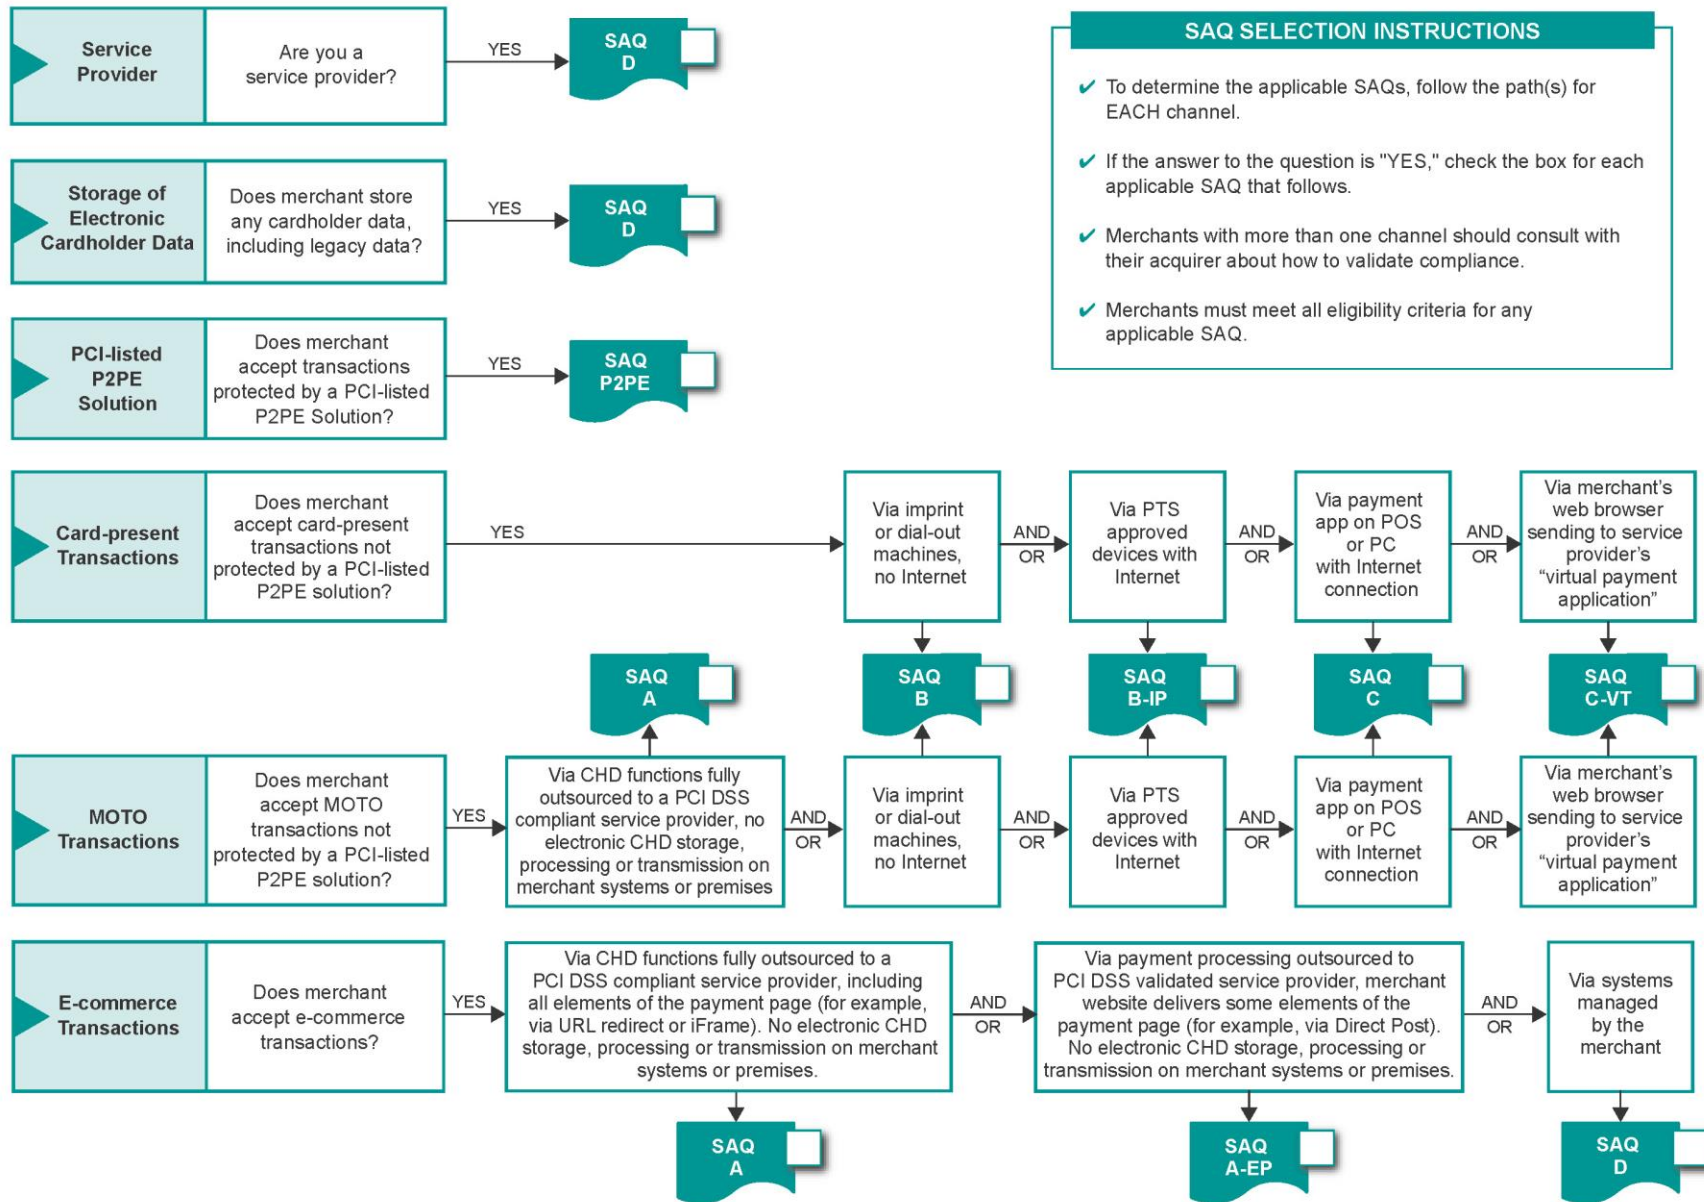 Service
Provider
Are you a
service provider?
YES
SAQ
D
SAQ SELECTION INSTRUCTIONS
✔ To determine the applicable SAQs, follow the path(s) for
EACH channel.
✔ If the answer to the question is "YES," check the box for each
applicable SAQ that follows.
✔ Merchants with more than one channel should consult with
their acquirer about how to validate compliance.
✔ Merchants must meet all eligibility criteria for any
applicable SAQ.
Storage of
Electronic
Cardholder Data
Does merchant store
any cardholder data,
including legacy data?
YES
SAQ
D
PCI-listed
P2PE
Solution
Does merchant
accept transactions
protected by a PCI-listed
P2PE Solution?
YES
SAQ
P2PE
Card-present
Transactions
Does merchant
accept card-present
transactions not
protected by a PCI-listed
P2PE solution?
YES
Via imprint
or dial-out
machines,
no Internet
AND
OR
Via PTS
approved
devices with
Internet
AND
OR
Via payment
app on POS
or PC
with Internet
connection
AND
OR
Via merchant's
web browser
sending to service
provider's
“virtual payment
application”
SAQ
A
SAQ
B
SAQ
B-IP
SAQ
C
SAQ
C-VT
MOTO
Transactions
Does merchant
accept MOTO
transactions not
protected by a PCI-listed
P2PE solution?
YES
Via CHD functions fully
outsourced to a PCI DSS
compliant service provider, no
electronic CHD storage,
processing or transmission on
merchant systems or premises
AND
OR
Via imprint
or dial-out
machines,
no Internet
AND
OR
Via PTS
approved
devices with
Internet
AND
OR
Via payment
app on POS
or PC
with Internet
connection
AND
OR
Via merchant's
web browser
sending to service
provider's
“virtual payment
application”
E-commerce
Transactions
Does merchant
accept e-commerce
transactions?
YES
Via CHD functions fully outsourced to a
PCI DSS compliant service provider, including
all elements of the payment page (for example,
via URL redirect or iFrame). No electronic CHD
storage, processing or transmission on merchant
systems or premises.
AND
OR
Via payment processing outsourced to
PCI DSS validated service provider, merchant
website delivers some elements of the
payment page (for example, via Direct Post).
No electronic CHD storage, processing or
transmission on merchant systems or premises.
AND
OR
Via systems
managed
by the
merchant
SAQ
A
SAQ
A-EP
SAQ
D